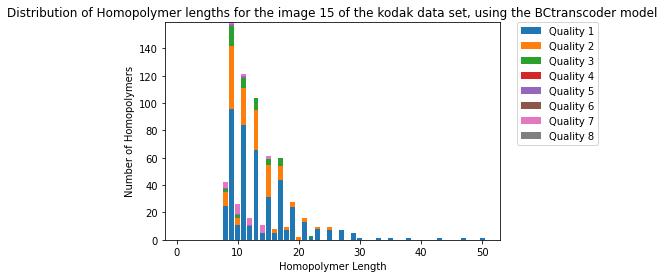 Distribution of Homopolymer lengths for the image 15 of the kodak data set, using the BCtranscoder model
Number of Homopolymers
140
120
100
80
60
40
20
0
0 10 20 30 40 50
Homopolymer Length
Quality 1
Quality 2
Quality 3
Quality 4
Quality 5
Quality 6
Quality 7
Quality 8